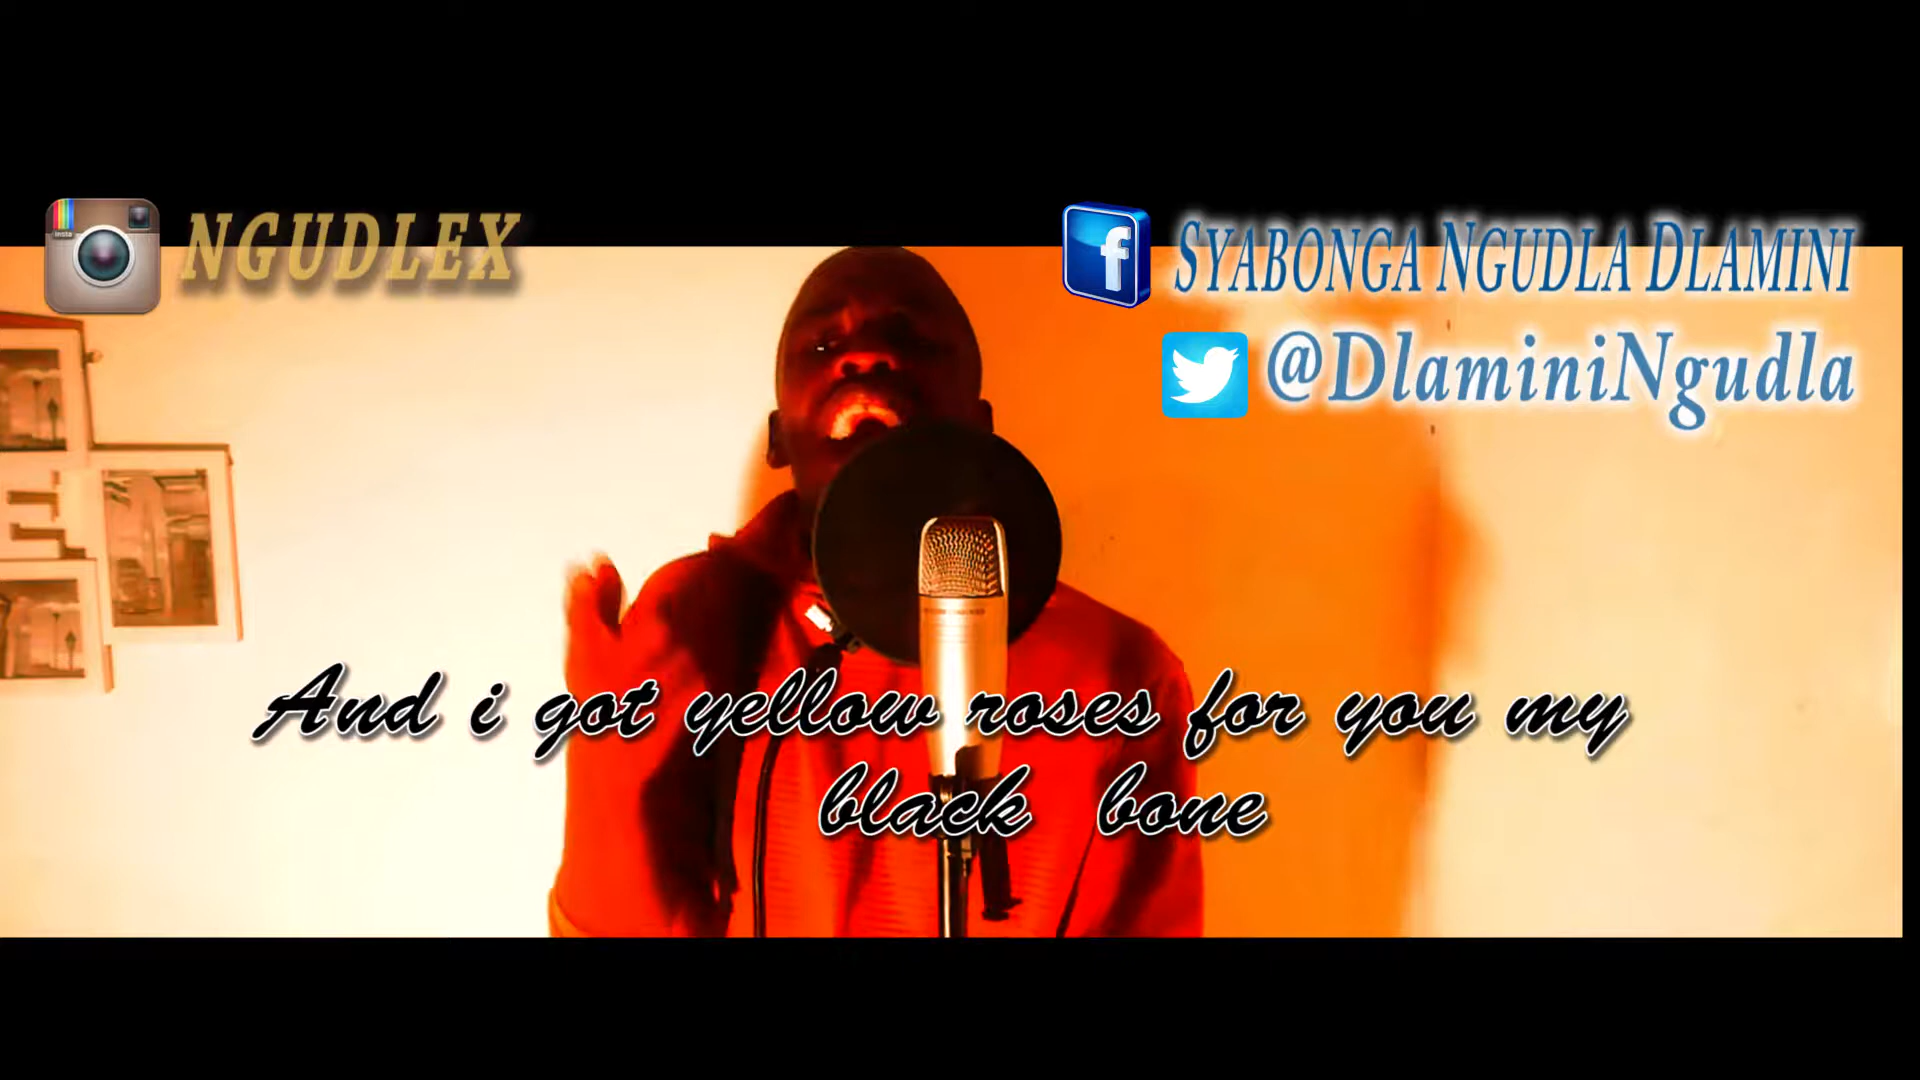 NGUDLEX
SYABONGA NGUDLA DLAMINI
@DlaminiNgudla
And i got yellow roses for you my
black bone